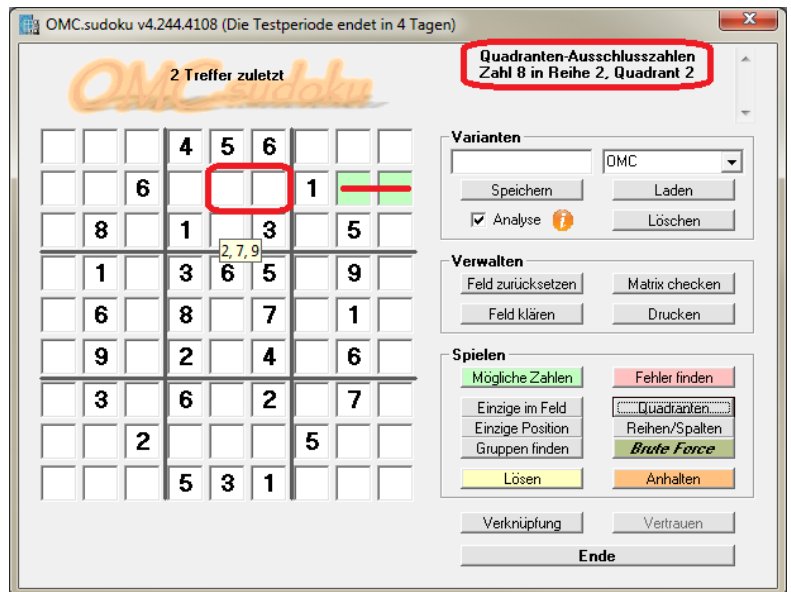 OMC.sudoku v4.244.4108 (Die Testperiode endet in 4 Tagen)
OMC-sudoku
2 Treffer zuletzt
Quadranten-Ausschlusszahlen
Zahl 8 in Reihe 2, Quadrant 2
4 5 6
6 1
8 1 3 5
2, 7, 9
1 3 6 5 9
6 8 7 1
9 2 4 6
3 6 2 7
2 5
5 3 1
Varianten
OMC
Speichern Laden
Analyse Löschen
Verwalten
Feld zurücksetzen Matrix checken
Feld klären Drucken
Spielen
Mögliche Zahlen Fehler finden
Einzige im Feld Quadranten
Einzige Position Reihen/Spalten
Gruppen finden Brute Force
Lösen Anhalten
Verknüpfung Vertrauen
Ende